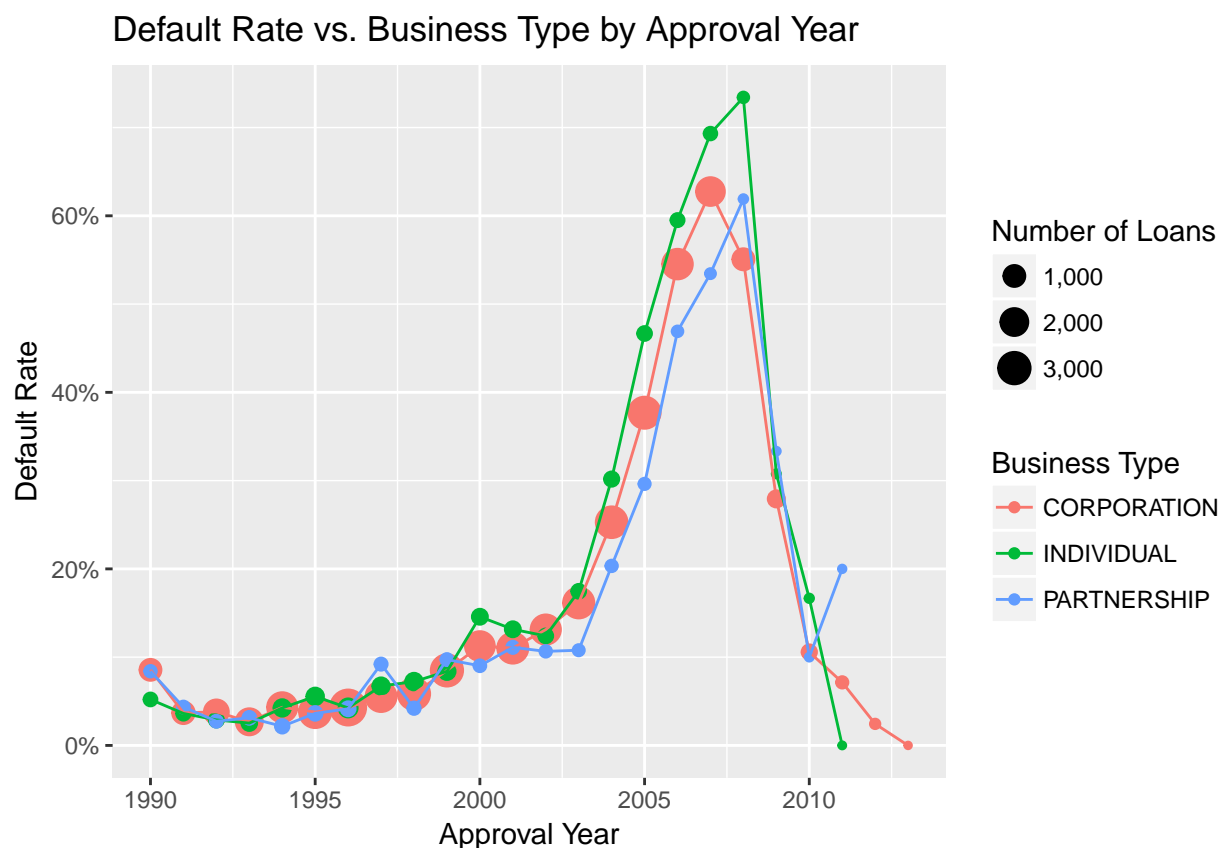 Default Rate vs. Business Type by Approval Year
60%
40%
20%
0%
Default Rate
1990 1995 2000 2005 2010
Approval Year
Number of Loans
1,000
2,000
3,000
Business Type
CORPORATION
INDIVIDUAL
PARTNERSHIP